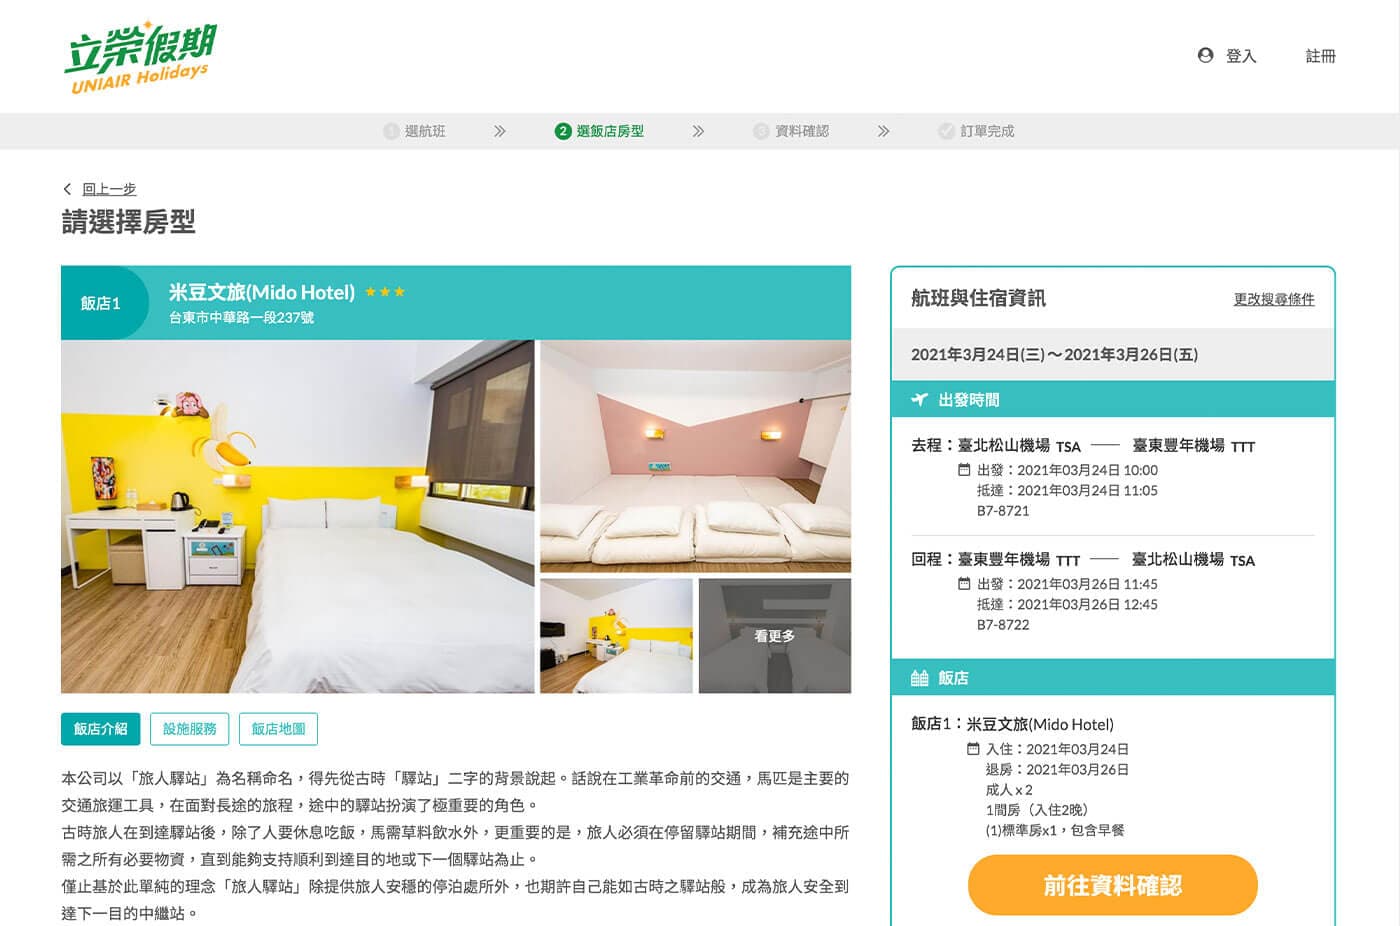 立榮假期
UNIAIR Holidays
登入
註冊
1 選航班
2 選飯店房型
3 資料確認
訂單完成
回上一步
請選擇房型
飯店1
米豆文旅(Mido Hotel)
台東市中華路一段237號
看更多
飯店介紹
設施服務
飯店地圖
本公司以「旅人驛站」為名稱命名，得先從古時「驛站」二字的背景說起。話說在工業革命前的交通，馬匹是主要的
交通旅運工具，在面對長途的旅程，途中的驛站扮演了極重要的角色。
古時旅人在到達驛站後，除了人要休息吃飯，馬需草料飲水外，更重要的是，旅人必須在停留驛站期間，補充途中所
需之所有必要物資，直到能夠支持順利到達目的地或下一個驛站為止。
僅止基於此單純的理念「旅人驛站」除提供旅人安穩的停泊處所外，也期許自己能如古時之驛站般，成為旅人安全到
達下一目的中繼站。
航班與住宿資訊
更改搜尋條件
2021年3月24日(三)～2021年3月26日(五)
出發時間
去程：臺北松山機場 TSA —— 臺東豐年機場 TTT
出發：2021年03月24日 10:00
抵達：2021年03月24日 11:05
B7-8721
回程：臺東豐年機場 TTT —— 臺北松山機場 TSA
出發：2021年03月26日 11:45
抵達：2021年03月26日 12:45
B7-8722
飯店
飯店1：米豆文旅(Mido Hotel)
入住：2021年03月24日
退房：2021年03月26日
成人 x 2
1間房（入住2晚）
(1)標準房x1，包含早餐
前往資料確認